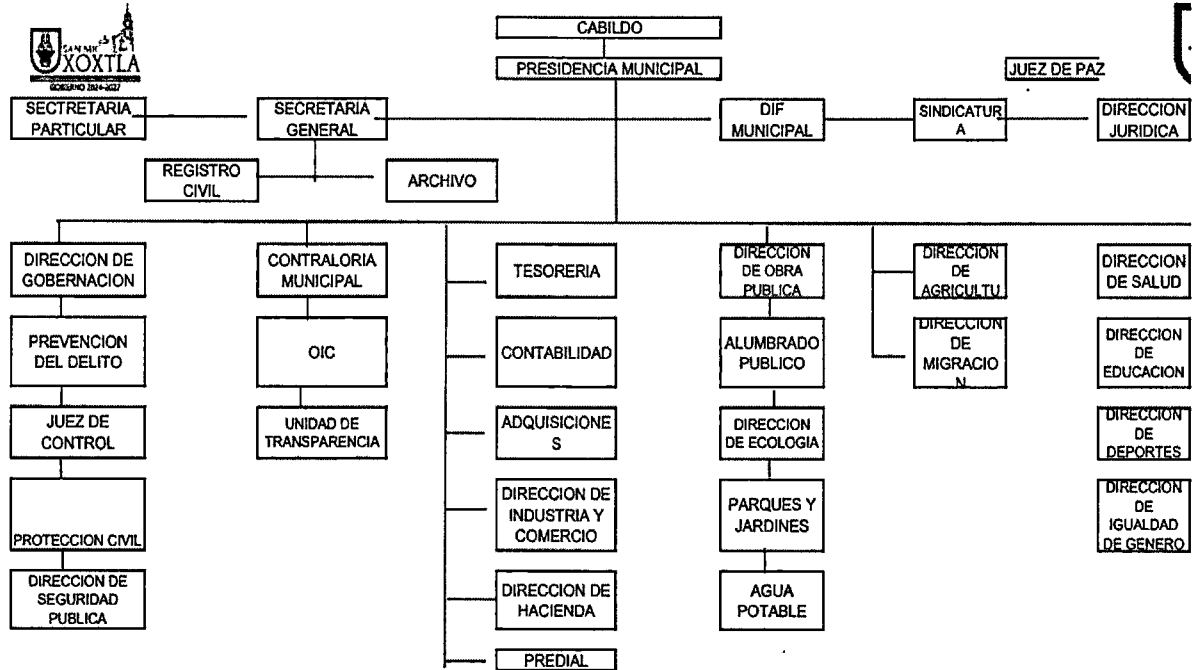 CABILDO
SAN MIGUEL
XOXTLA
GOBIERNO 2024-2027
PRESIDENCIA MUNICIPAL
JUEZ DE PAZ
SECTRETARIA
PARTICULAR
SECRETARIA
GENERAL
DIF
MUNICIPAL
SINDICATUR
A
DIRECCION
JURIDICA
REGISTRO
CIVIL
ARCHIVO
DIRECCION DE
GOBERNACION
CONTRALORIA
MUNICIPAL
TESORERIA
DIRECCION
DE OBRA
PUBLICA
DIRECCION
DE
AGRICULTU
DIRECCION
DE SALUD
PREVENCION
DEL DELITO
OIC
CONTABILIDAD
ALUMBRADO
PUBLICO
DIRECCION
DE
MIGRACIO
N
DIRECCION
DE
EDUCACION
JUEZ DE
CONTROL
UNIDAD DE
TRANSPARENCIA
ADQUISICIONE
S
DIRECCION
DE ECOLOGIA
DIRECCION
DE
DEPORTES
PROTECCION CIVIL
DIRECCION DE
INDUSTRIA Y
COMERCIO
PARQUES Y
JARDINES
DIRECCION
DE
IGUALDAD
DE GENERO
DIRECCION DE
SEGURIDAD
PUBLICA
DIRECCION DE
HACIENDA
AGUA
POTABLE
PREDIAL